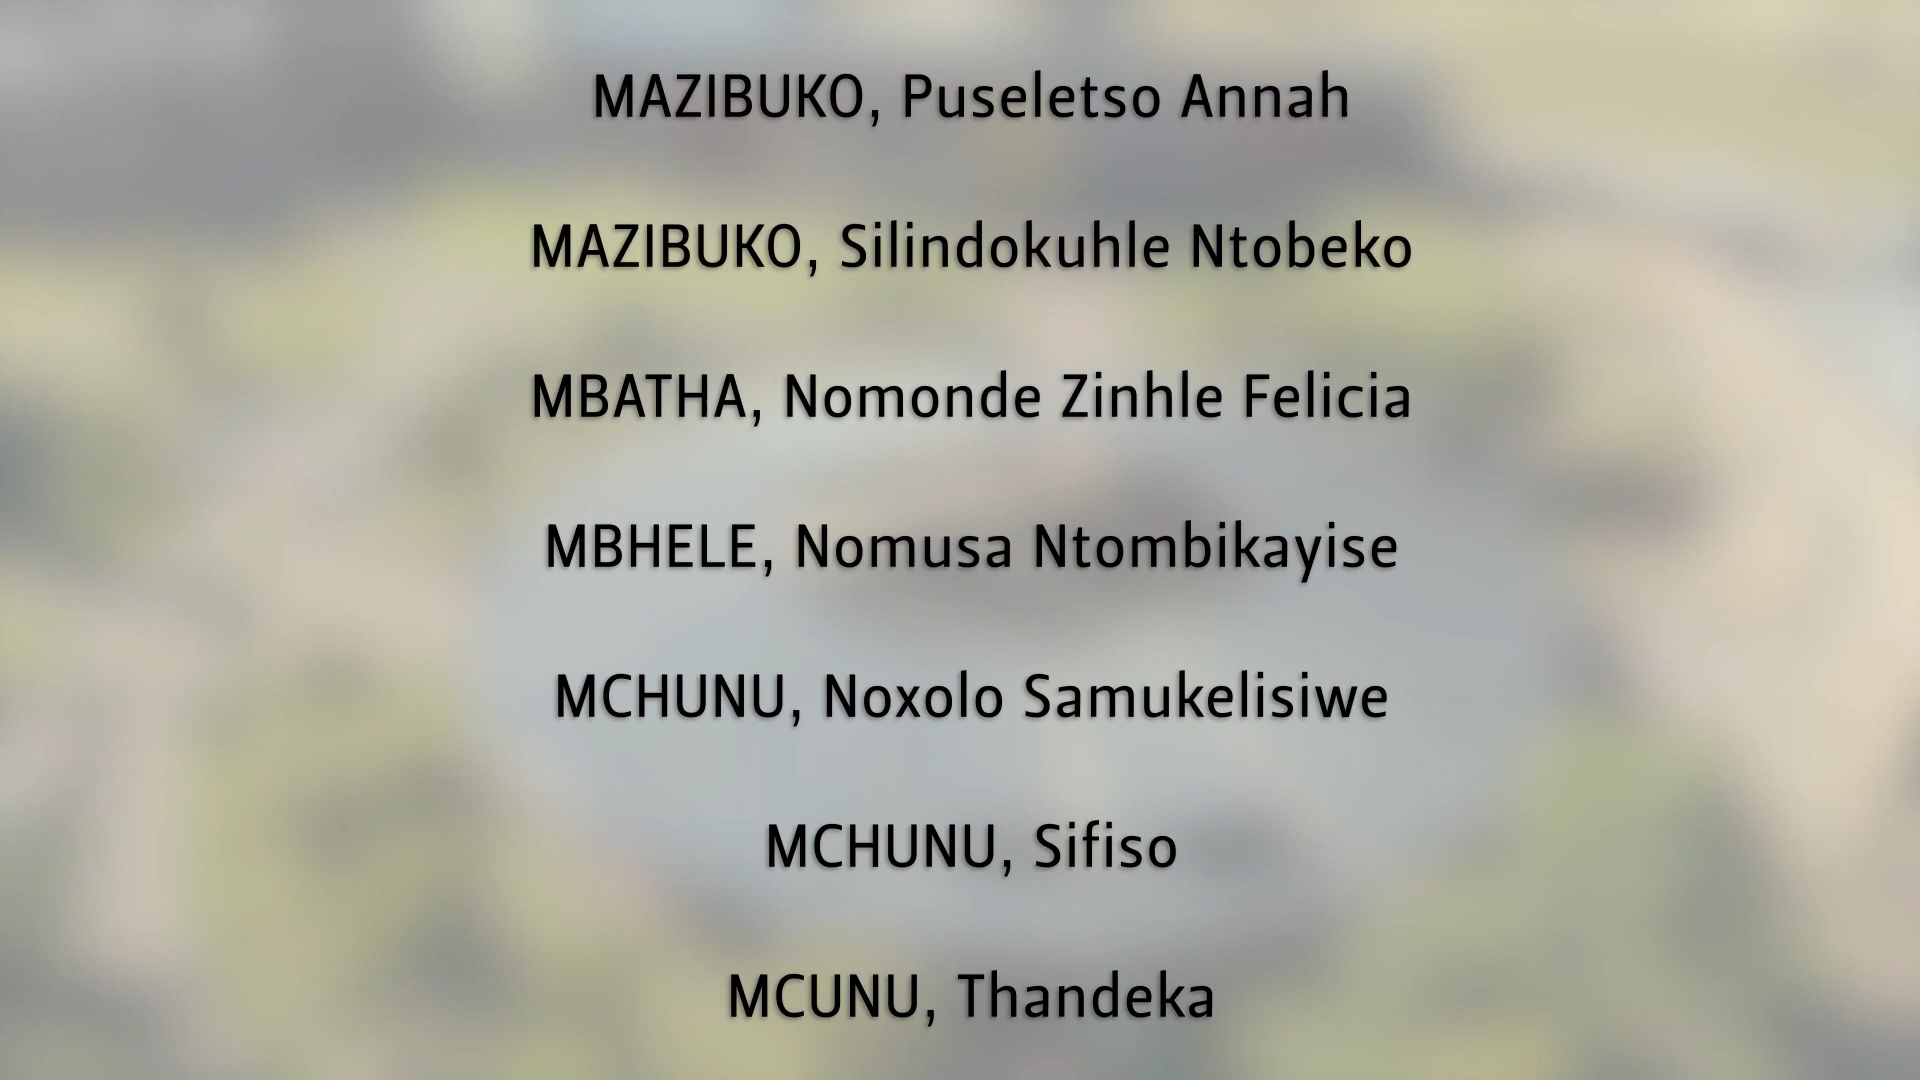 MAZIBUKO, Puseletso Annah
MAZIBUKO, Silindokuhle Ntobeko
MBATHA, Nomonde Zinhle Felicia
MBHELE, Nomusa Ntombikayise
MCHUNU, Noxolo Samukelisiwe
MCHUNU, Sifiso
MCUNU, Thandeka